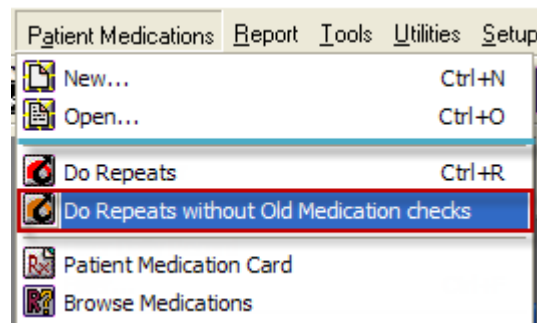 Patient Medications Report Tools Utilities Setup
New... Ctrl+N
Open... Ctrl+O
Do Repeats Ctrl+R
Do Repeats without Old Medication checks
Patient Medication Card
Browse Medications